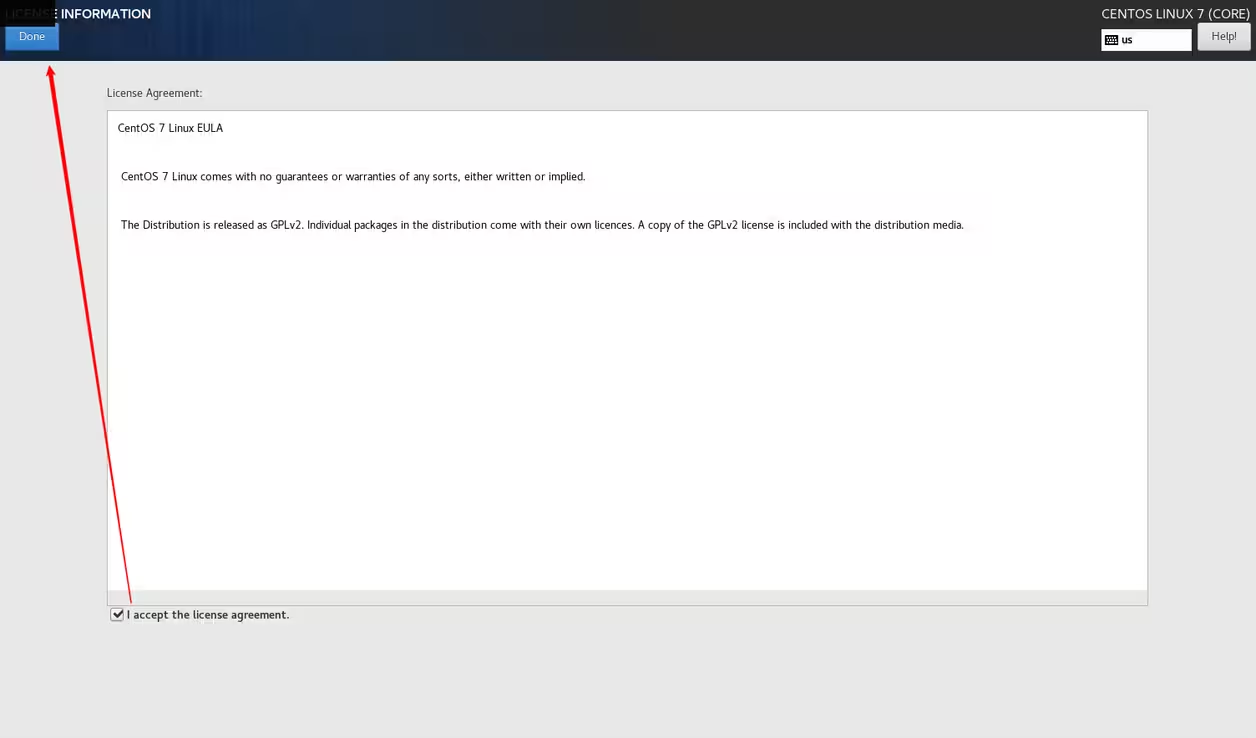 LICENSE INFORMATION
CENTOS LINUX 7 (CORE)
Done
us
Help!
License Agreement:
CentOS 7 Linux EULA
CentOS 7 Linux comes with no guarantees or warranties of any sorts, either written or implied.
The Distribution is released as GPLv2. Individual packages in the distribution come with their own licences. A copy of the GPLv2 license is included with the distribution media.
I accept the license agreement.